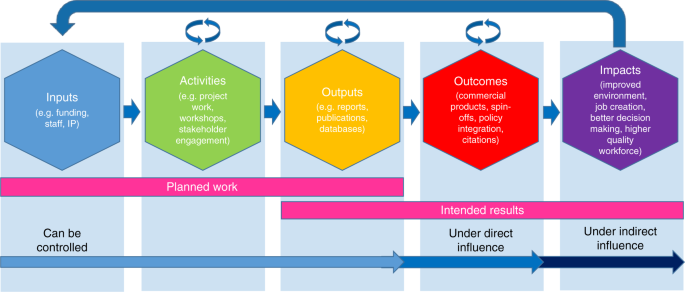 Inputs
(e.g. funding,
staff, IP)
Activities
(e.g. project
work,
workshops,
stakeholder
engagement)
Outputs
(e.g. reports,
publications,
databases)
Outcomes
(commercial
products, spin-
offs, policy
integration,
citations)
Impacts
(improved
environment,
job creation,
better decision
making, higher
quality
workforce)
Planned work
Intended results
Can be
controlled
Under direct
influence
Under indirect
influence